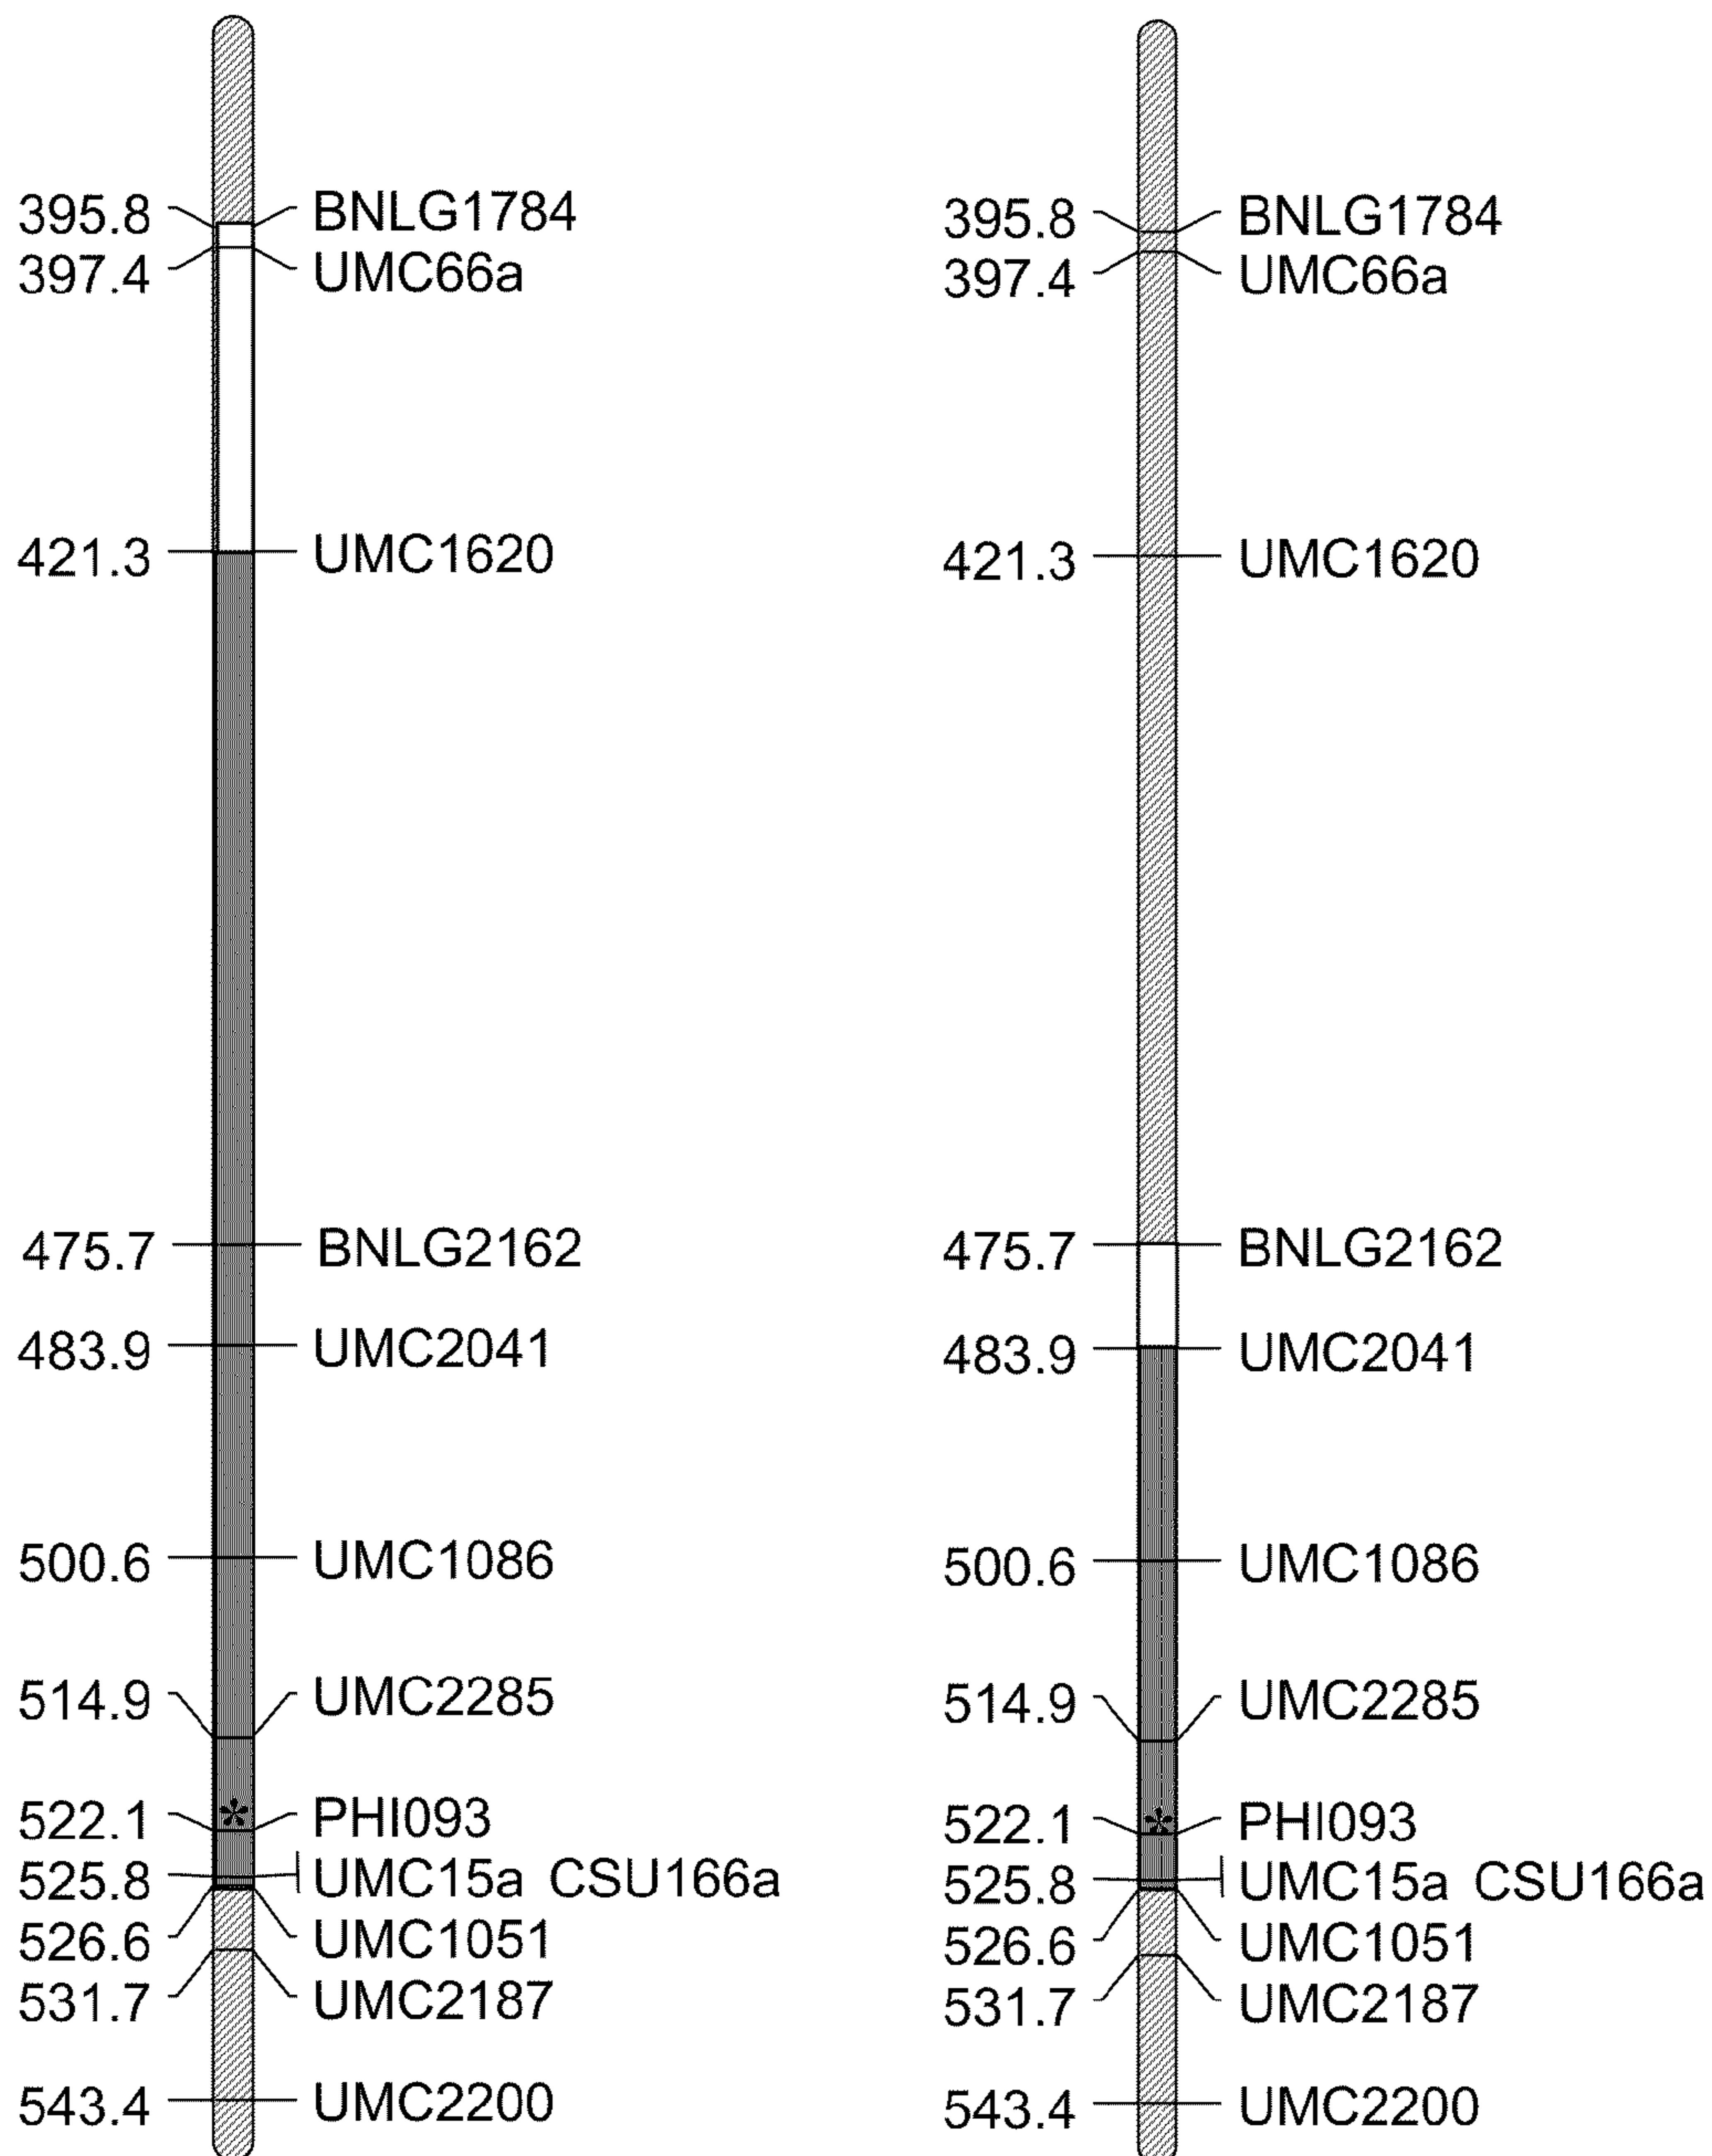 395.8 BNLG1784
397.4 UMC66a
421.3 UMC1620
475.7 BNLG2162
483.9 UMC2041
500.6 UMC1086
514.9 UMC2285
*
522.1 PHI093
525.8 UMC15a CSU166a
526.6 UMC1051
531.7 UMC2187
543.4 UMC2200
395.8 BNLG1784
397.4 UMC66a
421.3 UMC1620
475.7 BNLG2162
483.9 UMC2041
500.6 UMC1086
514.9 UMC2285
*
522.1 PHI093
525.8 UMC15a CSU166a
526.6 UMC1051
531.7 UMC2187
543.4 UMC2200